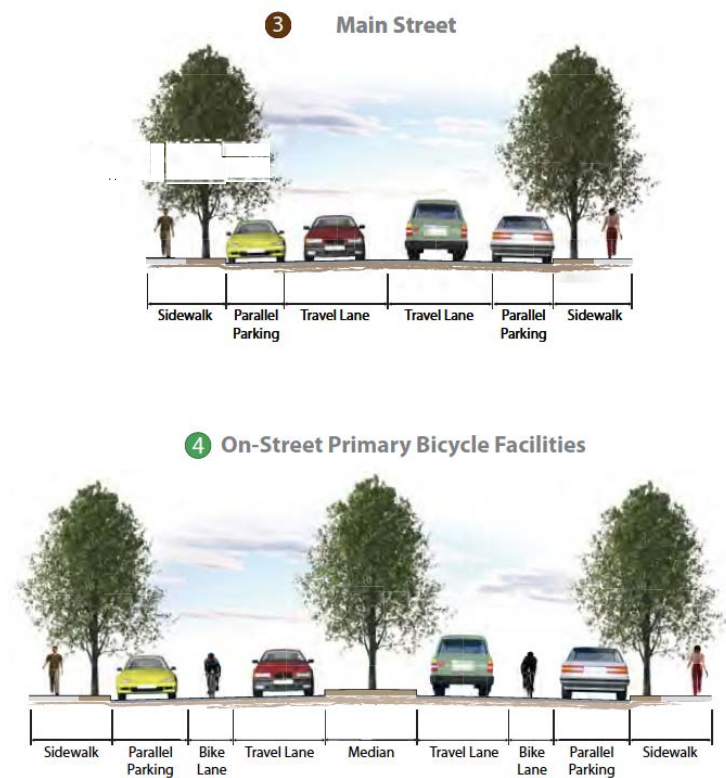 3 Main Street
Sidewalk Parallel Parking Travel Lane Travel Lane Parallel Parking Sidewalk
4 On-Street Primary Bicycle Facilities
Sidewalk Parallel Parking Bike Lane Travel Lane Median Travel Lane Bike Lane Parallel Parking Sidewalk